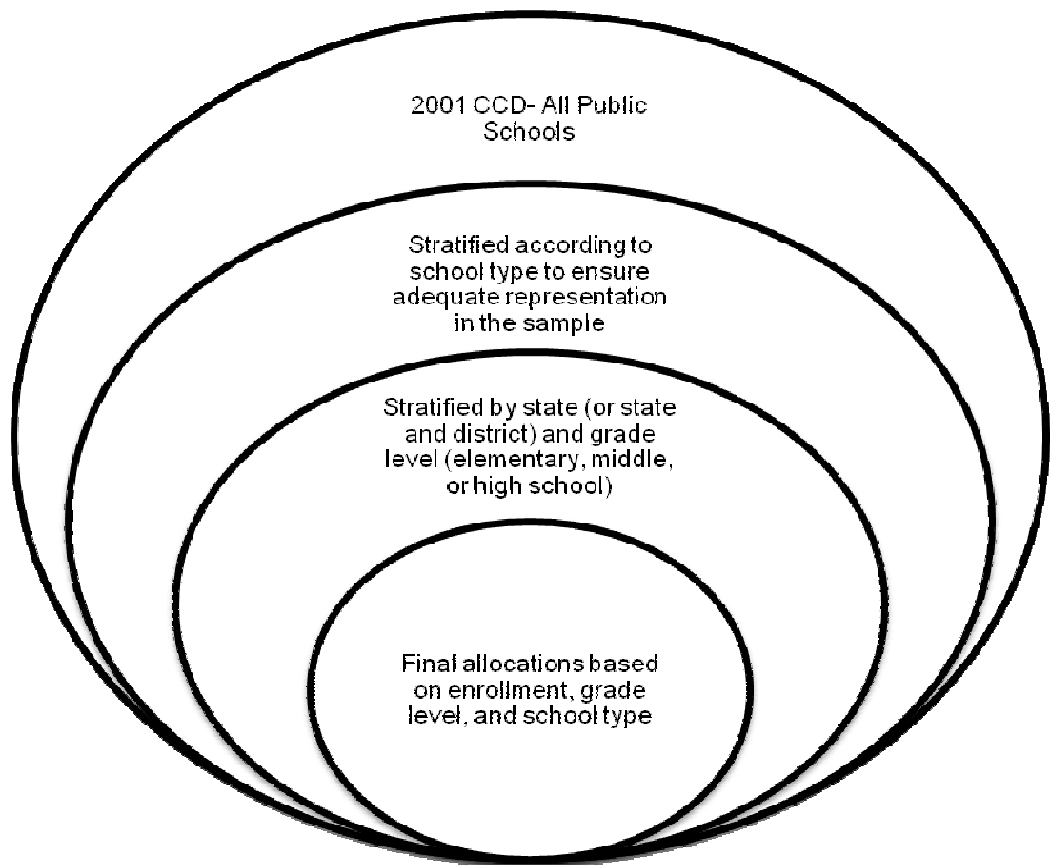 2001 CCD- All Public
Schools
Stratified according to
school type to ensure
adequate representation
in the sample
Stratified by state (or state
and district) and grade
level (elementary, middle,
or high school)
Final allocations based
on enrollment, grade
level, and school type